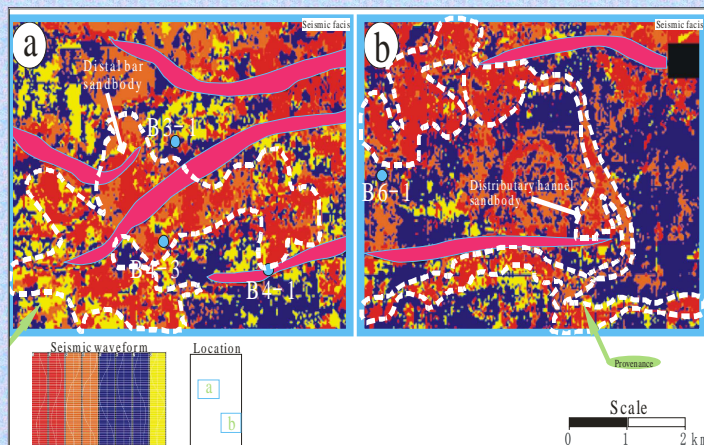 Seismic facis
a
Distal bar
sandbody
B5-1
B4-3
B4-1
Seismic facis
b
B6-1
Distributary hannel
sandbody
Provenance
Seismic waveform
Location
a
b
Scale
0 1 2 km